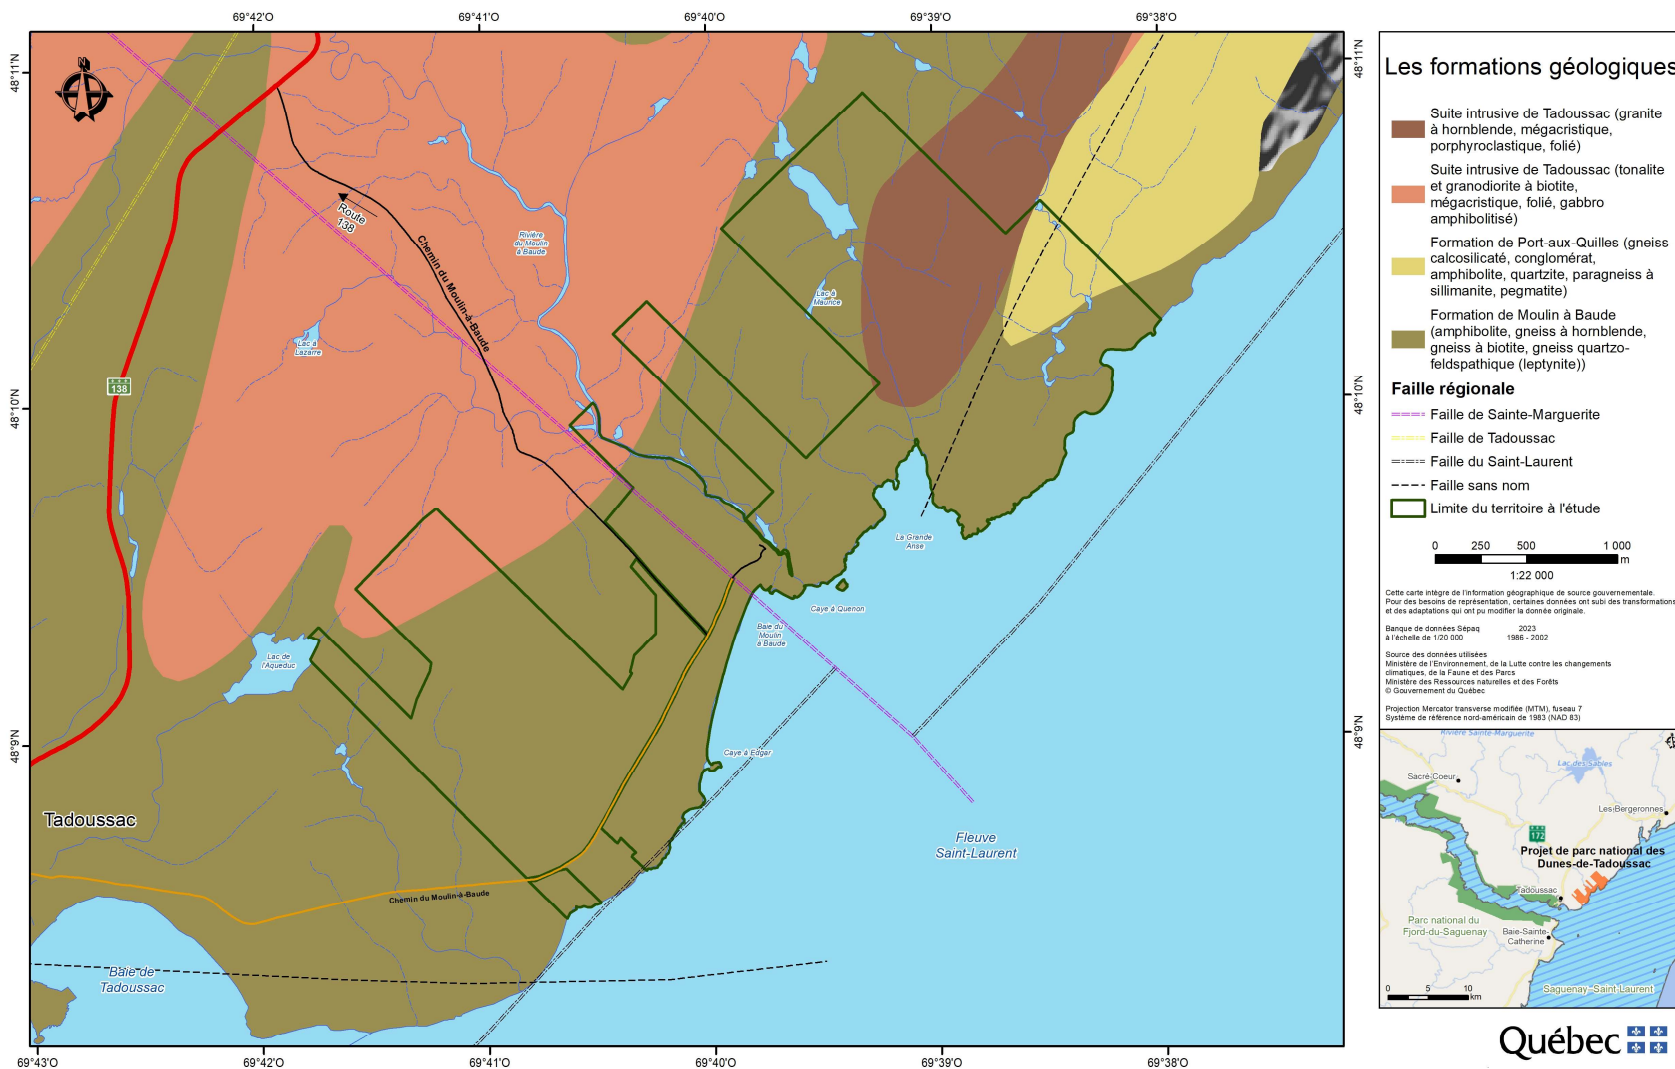 69°42'O
69°41'O
69°40'O
69°39'O
69°38'O
48°11'N
48°11'N
N
Route
138
Chemin du Moulin-à-Baude
Rivière
du Moulin
à Baude
Lac à
Maurice
Lac à
Lazarre
138
48°10'N
48°10'N
La Grande
Anse
Caye à Quenon
Baie du
Moulin
à Baude
Lac de
l'Aqueduc
48°9'N
48°9'N
Caye à Edgar
Tadoussac
Fleuve
Saint-Laurent
Chemin du Moulin-à-Baude
Baie de
Tadoussac
69°43'O
69°42'O
69°41'O
69°40'O
69°39'O
69°38'O
Les formations géologiques
Suite intrusive de Tadoussac (granite
à hornblende, mégacristique,
porphyroclastique, folié)
Suite intrusive de Tadoussac (tonalite
et granodiorite à biotite,
mégacristique, folié, gabbro
amphibolitisé)
Formation de Port-aux-Quilles (gneiss
calcosilicaté, conglomérat,
amphibolite, quartzite, paragneiss à
sillimanite, pegmatite)
Formation de Moulin à Baude
(amphibolite, gneiss à hornblende,
gneiss à biotite, gneiss quartzo-
feldspathique (leptynite))
Faille régionale
Faille de Sainte-Marguerite
Faille de Tadoussac
Faille du Saint-Laurent
Faille sans nom
Limite du territoire à l'étude
0 250 500 1 000
m
1:22 000
Cette carte intègre de l'information géographique de source gouvernementale.
Pour des besoins de représentation, certaines données ont subi des transformations
et des adaptations qui ont pu modifier la donnée originale.
Banque de données Sépaq 2023
à l'échelle de 1/20 000 1986 - 2002
Source des données utilisées
Ministère de l'Environnement, de la Lutte contre les changements
climatiques, de la Faune et des Parcs
Ministère des Ressources naturelles et des Forêts
© Gouvernement du Québec
Projection Mercator transverse modifiée (MTM), fuseau 7
Système de référence nord-américain de 1983 (NAD 83)
Rivière Sainte-Marguerite
Lac des Sables
Sacré-Coeur
Les Bergeronnes
172
Projet de parc national des
Dunes-de-Tadoussac
Tadoussac
Parc national du
Fjord-du-Saguenay
Baie-Sainte-
Catherine
Saguenay-Saint-Laurent
0 5 10
km
Québec